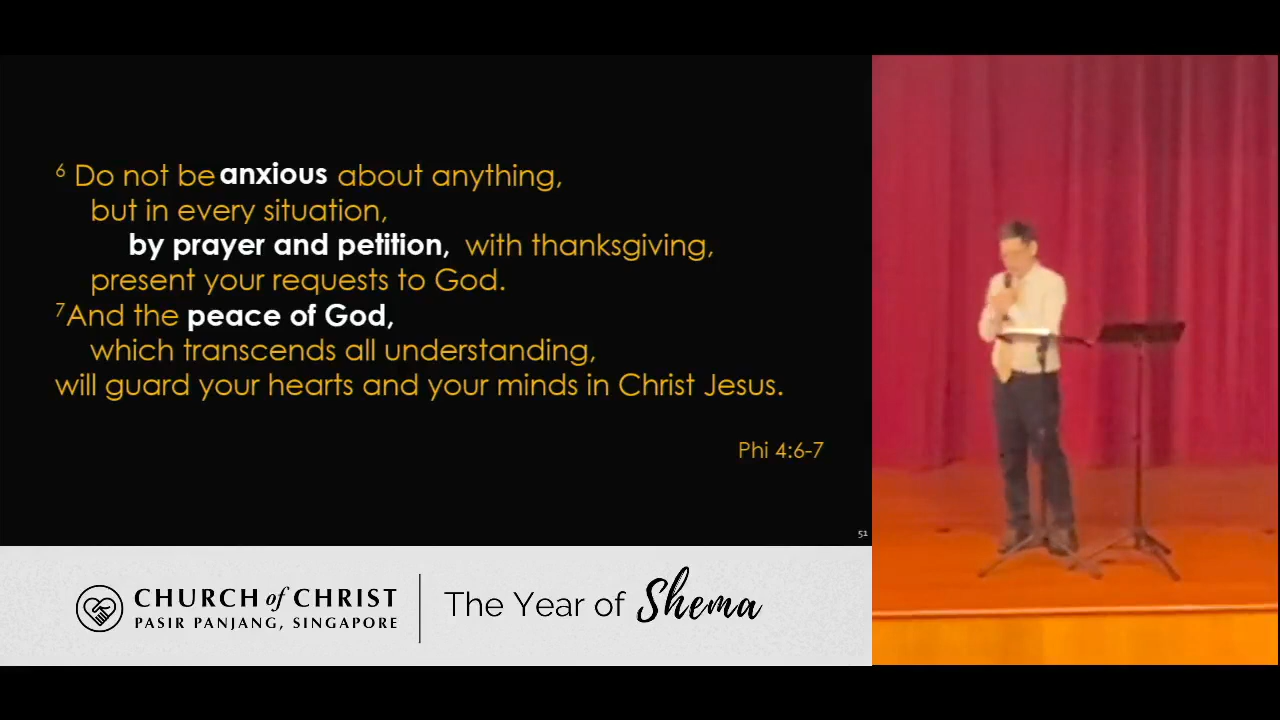 6 Do not be anxious about anything,
but in every situation,
by prayer and petition, with thanksgiving,
present your requests to God.
7And the peace of God,
which transcends all understanding,
will guard your hearts and your minds in Christ Jesus.
Phi 4:6-7
51
CHURCH of CHRIST
PASIR PANJANG, SINGAPORE
The Year of Shema